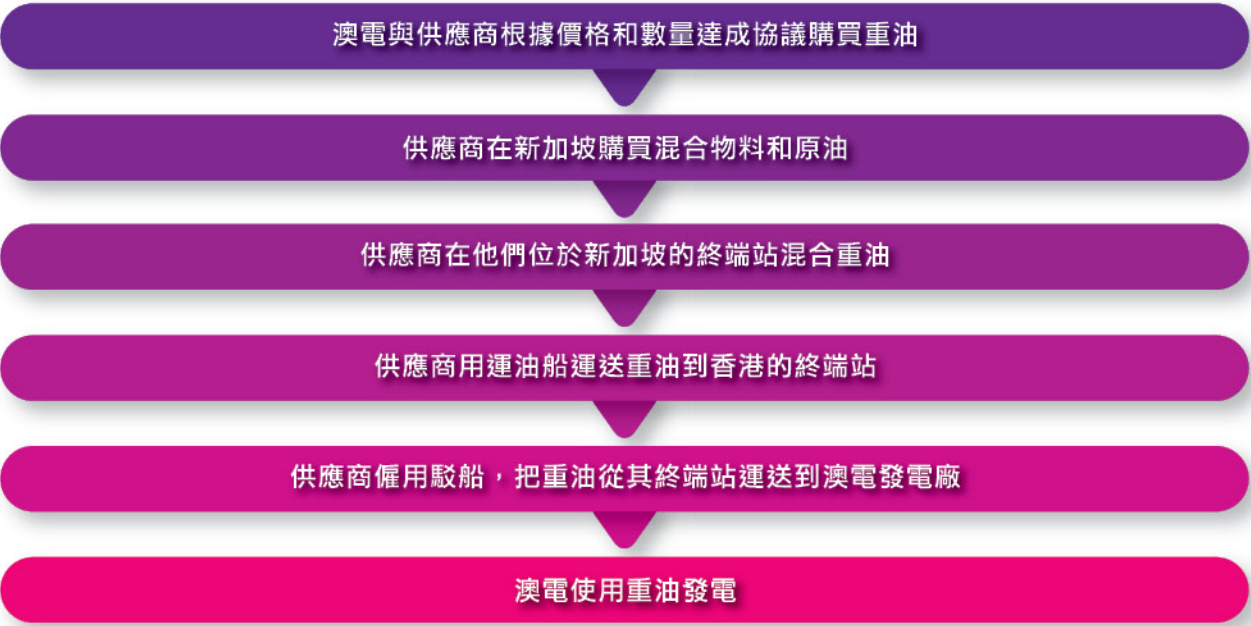 澳電與供應商根據價格和數量達成協議購買重油
供應商在新加坡購買混合物料和原油
供應商在他們位於新加坡的終端站混合重油
供應商用運油船運送重油到香港的終端站
供應商僱用駁船，把重油從其終端站運送到澳電發電廠
澳電使用重油發電